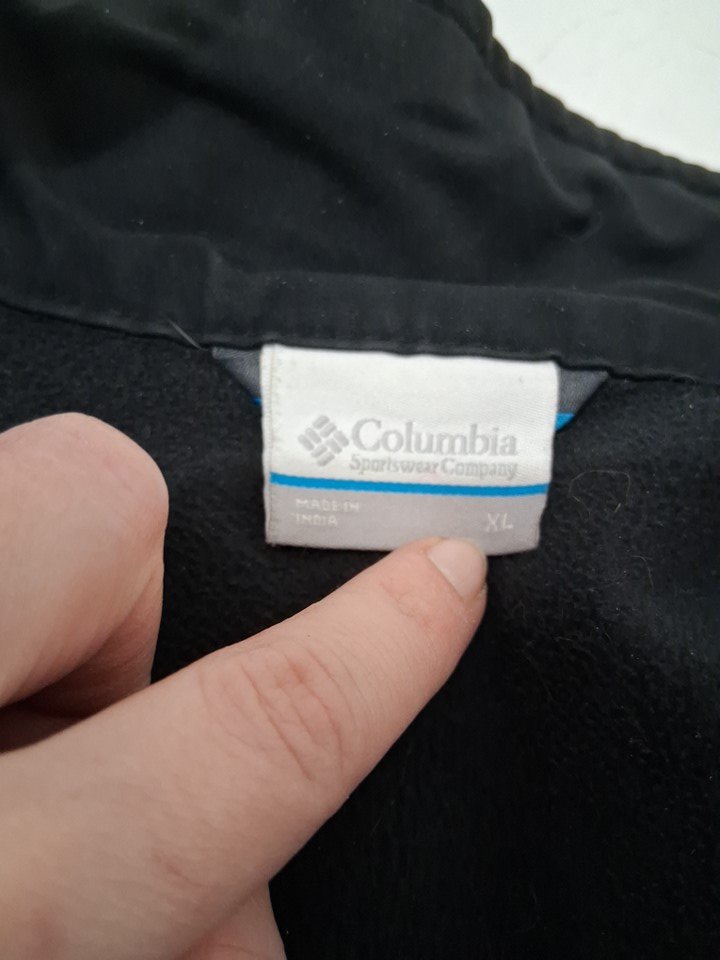 Columbia
Sportswear Company
MADE IN
INDIA
XL